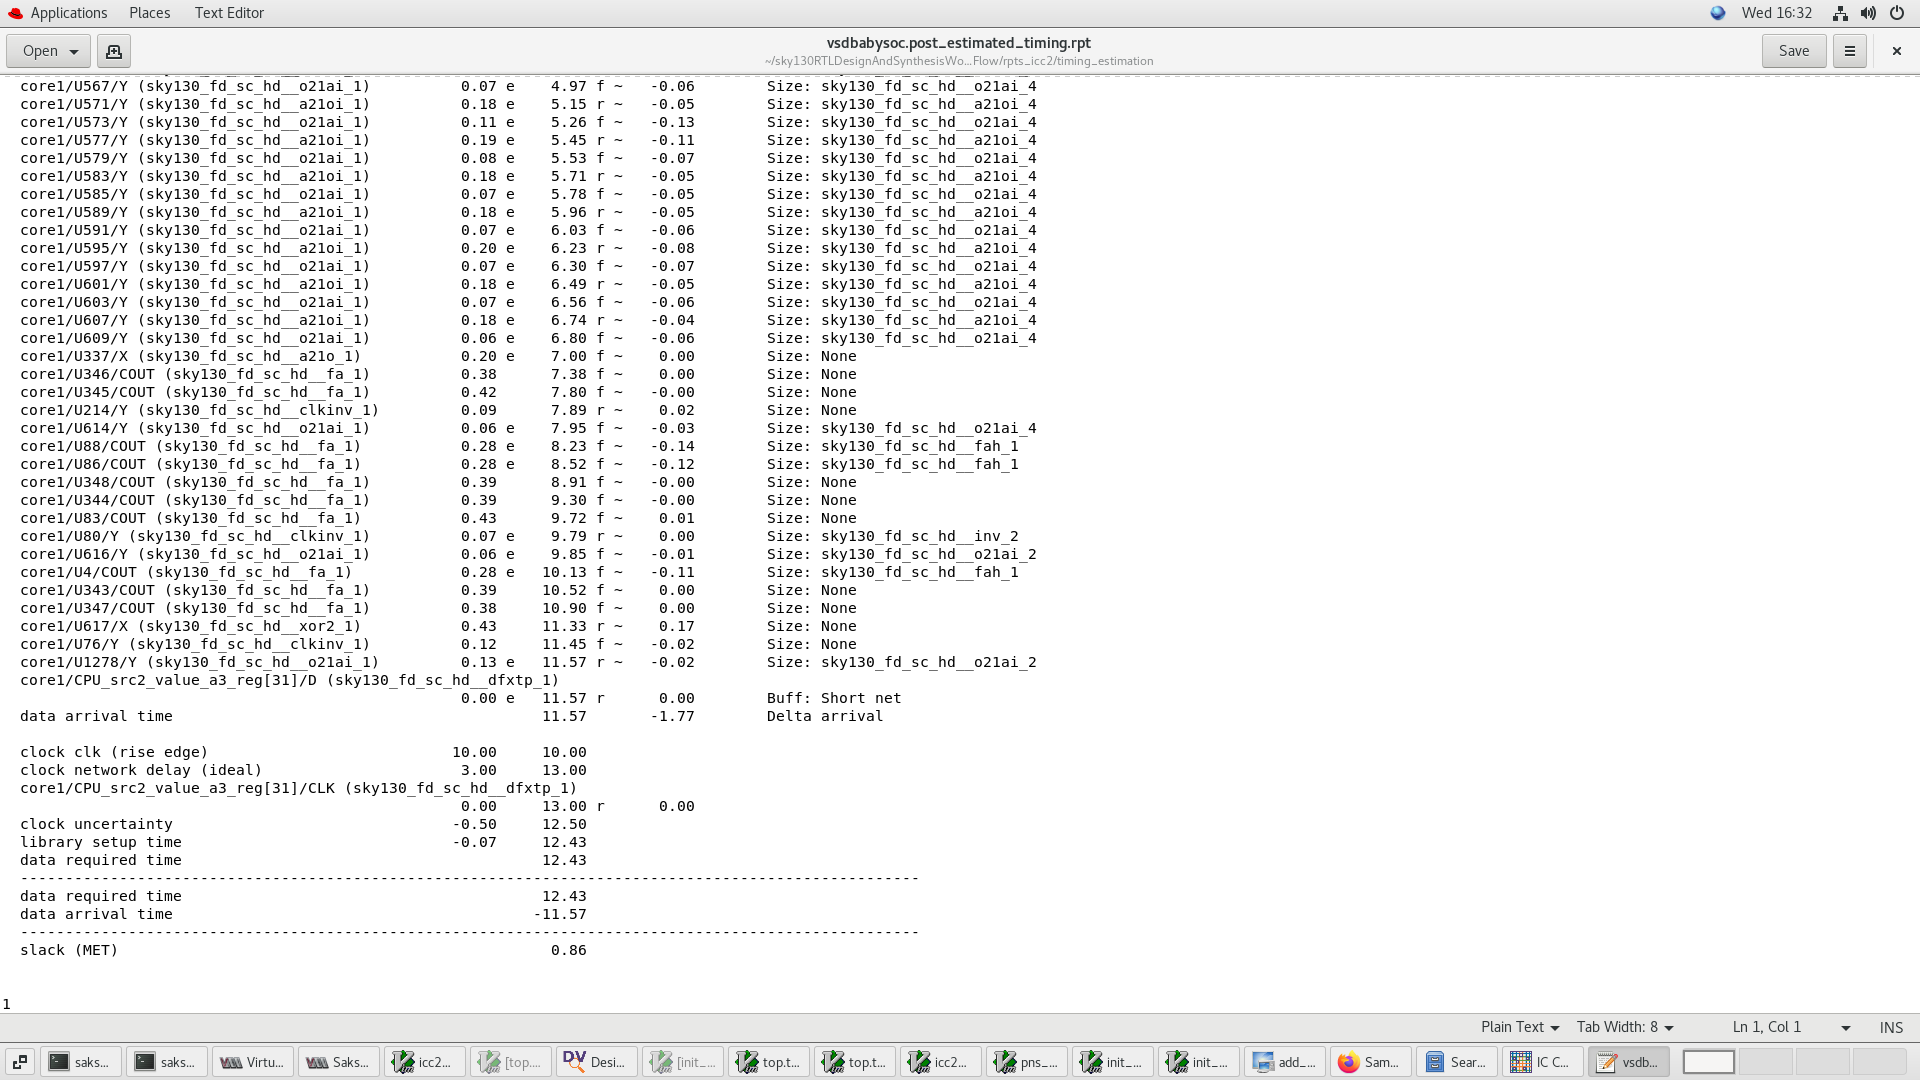 Applications Places Text Editor Wed 16:32
Open vsdbabysoc.post_estimated_timing.rpt Save
~/sky130RTLDesignAndSynthesisWo...Flow/rpts_icc2/timing_estimation
core1/U567/Y (sky130_fd_sc_hd__o21ai_1) 0.07 e 4.97 f ~ -0.06 Size: sky130_fd_sc_hd__o21ai_4
core1/U571/Y (sky130_fd_sc_hd__a21oi_1) 0.18 e 5.15 r ~ -0.05 Size: sky130_fd_sc_hd__a21oi_4
core1/U573/Y (sky130_fd_sc_hd__o21ai_1) 0.11 e 5.26 f ~ -0.13 Size: sky130_fd_sc_hd__o21ai_4
core1/U577/Y (sky130_fd_sc_hd__a21oi_1) 0.19 e 5.45 r ~ -0.11 Size: sky130_fd_sc_hd__a21oi_4
core1/U579/Y (sky130_fd_sc_hd__o21ai_1) 0.08 e 5.53 f ~ -0.07 Size: sky130_fd_sc_hd__o21ai_4
core1/U583/Y (sky130_fd_sc_hd__a21oi_1) 0.18 e 5.71 r ~ -0.05 Size: sky130_fd_sc_hd__a21oi_4
core1/U585/Y (sky130_fd_sc_hd__o21ai_1) 0.07 e 5.78 f ~ -0.05 Size: sky130_fd_sc_hd__o21ai_4
core1/U589/Y (sky130_fd_sc_hd__a21oi_1) 0.18 e 5.96 r ~ -0.05 Size: sky130_fd_sc_hd__a21oi_4
core1/U591/Y (sky130_fd_sc_hd__o21ai_1) 0.07 e 6.03 f ~ -0.06 Size: sky130_fd_sc_hd__o21ai_4
core1/U595/Y (sky130_fd_sc_hd__a21oi_1) 0.20 e 6.23 r ~ -0.08 Size: sky130_fd_sc_hd__a21oi_4
core1/U597/Y (sky130_fd_sc_hd__o21ai_1) 0.07 e 6.30 f ~ -0.07 Size: sky130_fd_sc_hd__o21ai_4
core1/U601/Y (sky130_fd_sc_hd__a21oi_1) 0.18 e 6.49 r ~ -0.05 Size: sky130_fd_sc_hd__a21oi_4
core1/U603/Y (sky130_fd_sc_hd__o21ai_1) 0.07 e 6.56 f ~ -0.06 Size: sky130_fd_sc_hd__o21ai_4
core1/U607/Y (sky130_fd_sc_hd__a21oi_1) 0.18 e 6.74 r ~ -0.04 Size: sky130_fd_sc_hd__a21oi_4
core1/U609/Y (sky130_fd_sc_hd__o21ai_1) 0.06 e 6.80 f ~ -0.06 Size: sky130_fd_sc_hd__o21ai_4
core1/U337/X (sky130_fd_sc_hd__a21o_1) 0.20 e 7.00 f ~ 0.00 Size: None
core1/U346/COUT (sky130_fd_sc_hd__fa_1) 0.38 7.38 f ~ 0.00 Size: None
core1/U345/COUT (sky130_fd_sc_hd__fa_1) 0.42 7.80 f ~ -0.00 Size: None
core1/U214/Y (sky130_fd_sc_hd__clkinv_1) 0.09 7.89 r ~ 0.02 Size: None
core1/U614/Y (sky130_fd_sc_hd__o21ai_1) 0.06 e 7.95 f ~ -0.03 Size: sky130_fd_sc_hd__o21ai_4
core1/U88/COUT (sky130_fd_sc_hd__fa_1) 0.28 e 8.23 f ~ -0.14 Size: sky130_fd_sc_hd__fah_1
core1/U86/COUT (sky130_fd_sc_hd__fa_1) 0.28 e 8.52 f ~ -0.12 Size: sky130_fd_sc_hd__fah_1
core1/U348/COUT (sky130_fd_sc_hd__fa_1) 0.39 8.91 f ~ -0.00 Size: None
core1/U344/COUT (sky130_fd_sc_hd__fa_1) 0.39 9.30 f ~ -0.00 Size: None
core1/U83/COUT (sky130_fd_sc_hd__fa_1) 0.43 9.72 f ~ 0.01 Size: None
core1/U80/Y (sky130_fd_sc_hd__clkinv_1) 0.07 e 9.79 r ~ 0.00 Size: sky130_fd_sc_hd__inv_2
core1/U616/Y (sky130_fd_sc_hd__o21ai_1) 0.06 e 9.85 f ~ -0.01 Size: sky130_fd_sc_hd__o21ai_2
core1/U4/COUT (sky130_fd_sc_hd__fa_1) 0.28 e 10.13 f ~ -0.11 Size: sky130_fd_sc_hd__fah_1
core1/U343/COUT (sky130_fd_sc_hd__fa_1) 0.39 10.52 f ~ 0.00 Size: None
core1/U347/COUT (sky130_fd_sc_hd__fa_1) 0.38 10.90 f ~ 0.00 Size: None
core1/U617/X (sky130_fd_sc_hd__xor2_1) 0.43 11.33 r ~ 0.17 Size: None
core1/U76/Y (sky130_fd_sc_hd__clkinv_1) 0.12 11.45 f ~ -0.02 Size: None
core1/U1278/Y (sky130_fd_sc_hd__o21ai_1) 0.13 e 11.57 r ~ -0.02 Size: sky130_fd_sc_hd__o21ai_2
core1/CPU_src2_value_a3_reg[31]/D (sky130_fd_sc_hd__dfxtp_1)
0.00 e 11.57 r 0.00 Buff: Short net
data arrival time 11.57 -1.77 Delta arrival
clock clk (rise edge) 10.00 10.00
clock network delay (ideal) 3.00 13.00
core1/CPU_src2_value_a3_reg[31]/CLK (sky130_fd_sc_hd__dfxtp_1)
0.00 13.00 r 0.00
clock uncertainty -0.50 12.50
library setup time -0.07 12.43
data required time 12.43
----------------------------------------------------------------------------------------------------
data required time 12.43
data arrival time -11.57
----------------------------------------------------------------------------------------------------
slack (MET) 0.86
1
Plain Text Tab Width: 8 Ln 1, Col 1 INS
saks... saks... Virtu... Saks... icc2... [top.... Desi... [init_... top.t... top.t... icc2... pns_... init_... init_... add_... Sam... Sear... IC C... vsdb...